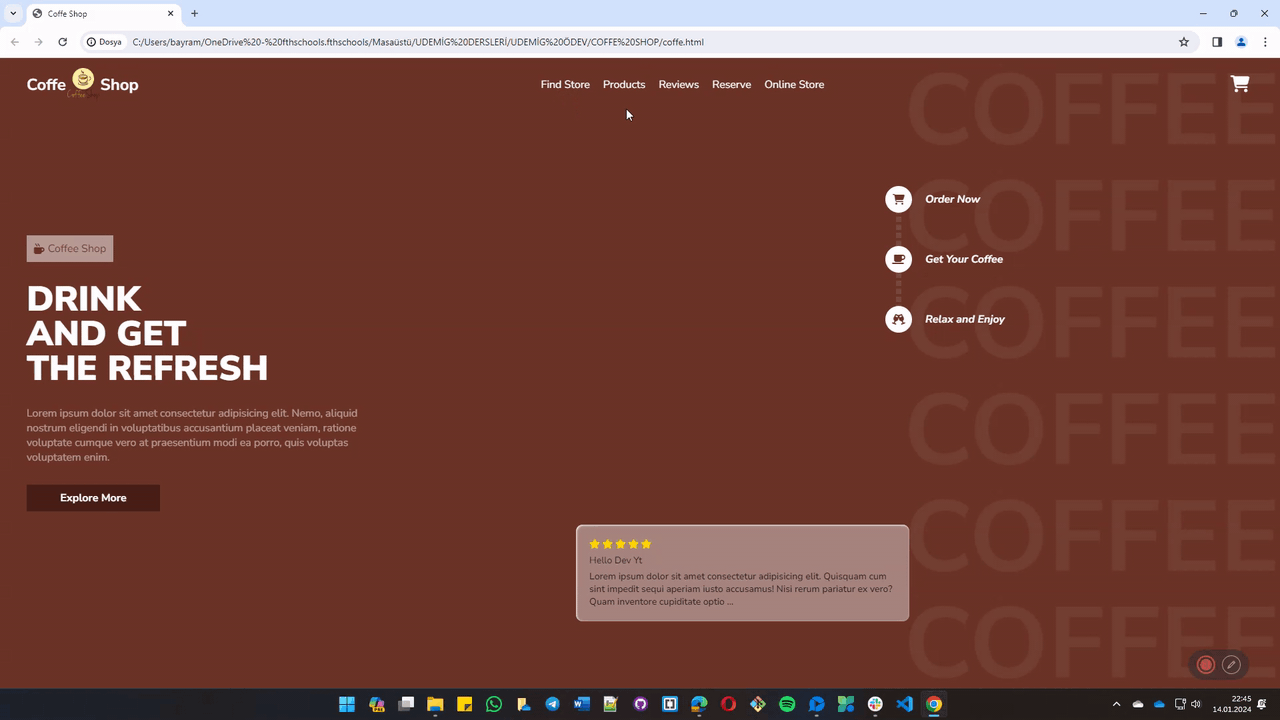 Coffe Shop
Dosya
C:/Users/bayram/OneDrive%20-%20fthschools.fthschools/Masaüstü/UDEMİG%20DERSLERİ/UDEMİG%20ÖDEV/COFFE%20SHOP/coffe.html
Coffe Shop
Find Store
Products
Reviews
Reserve
Online Store
COFFEE
COFFEE
COFFEE
COFFEE
COFFEE
COFFEE
Order Now
Get Your Coffee
Relax and Enjoy
Coffee Shop
DRINK
AND GET
THE REFRESH
Lorem ipsum dolor sit amet consectetur adipisicing elit. Nemo, aliquid
nostrum eligendi in voluptatibus accusantium placeat veniam, ratione
voluptate cumque vero at praesentium modi ea porro, quis voluptas
voluptatem enim.
Explore More
Hello Dev Yt
Lorem ipsum dolor sit amet consectetur adipisicing elit. Quisquam cum
sint impedit sequi aperiam iusto accusamus! Nisi rerum pariatur ex vero?
Quam inventore cupiditate optio ...
22:45
14.01.2024